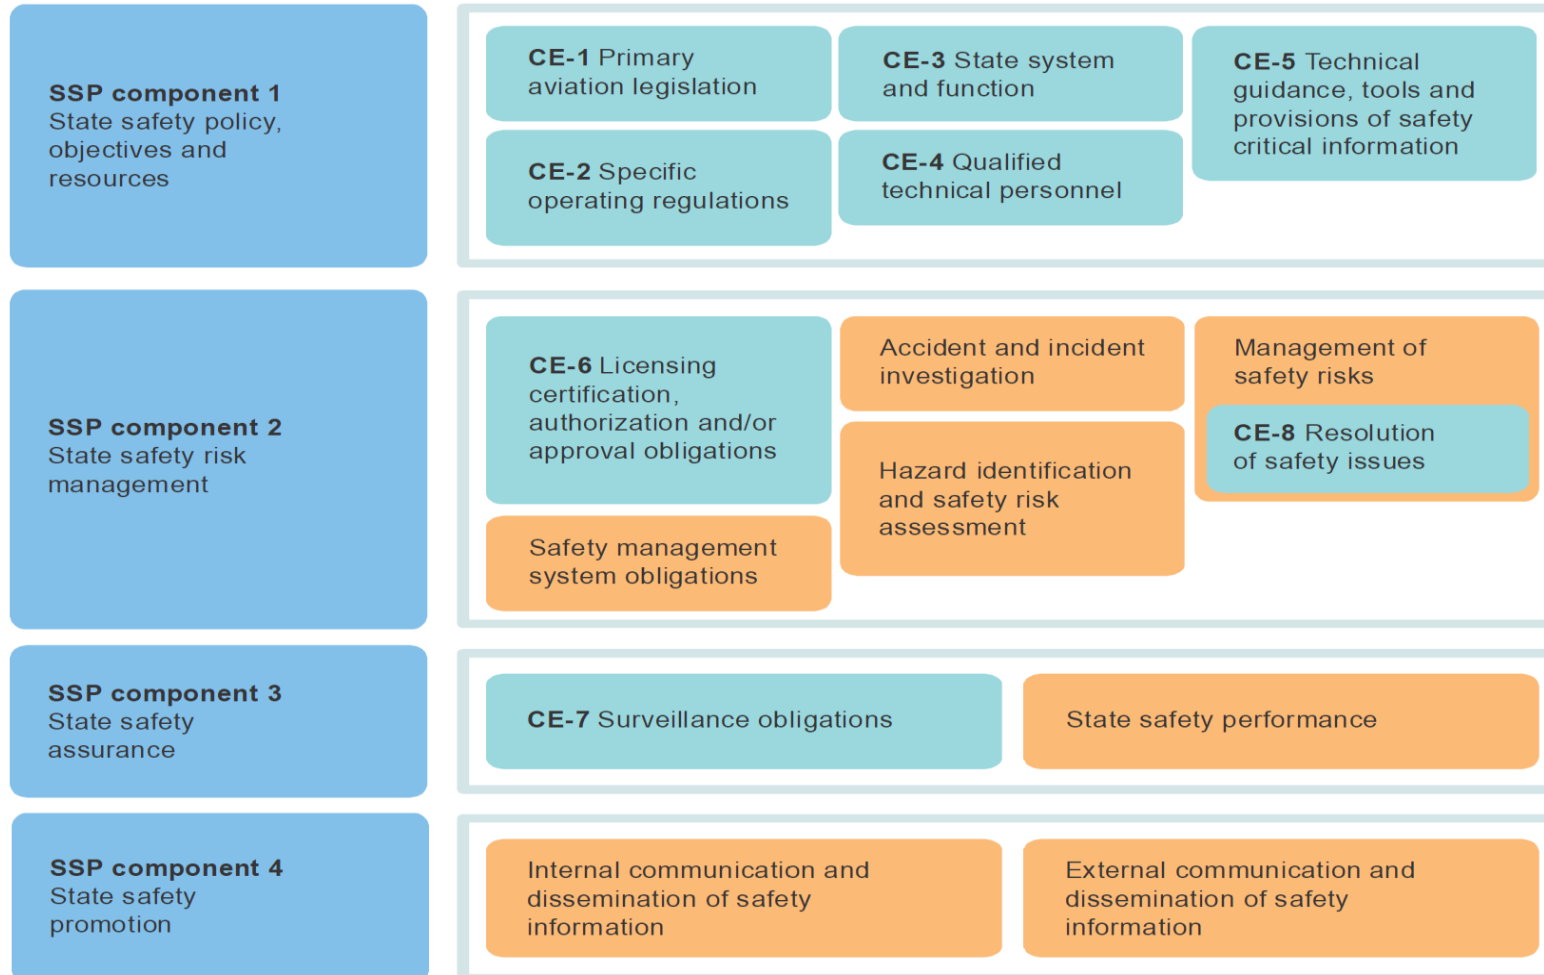 SSP component 1
State safety policy,
objectives and
resources
CE-1 Primary
aviation legislation
CE-2 Specific
operating regulations
CE-3 State system
and function
CE-4 Qualified
technical personnel
CE-5 Technical
guidance, tools and
provisions of safety
critical information
SSP component 2
State safety risk
management
CE-6 Licensing
certification,
authorization and/or
approval obligations
Safety management
system obligations
Accident and incident
investigation
Hazard identification
and safety risk
assessment
Management of
safety risks
CE-8 Resolution
of safety issues
SSP component 3
State safety
assurance
CE-7 Surveillance obligations
State safety performance
SSP component 4
State safety
promotion
Internal communication and
dissemination of safety
information
External communication and
dissemination of safety
information